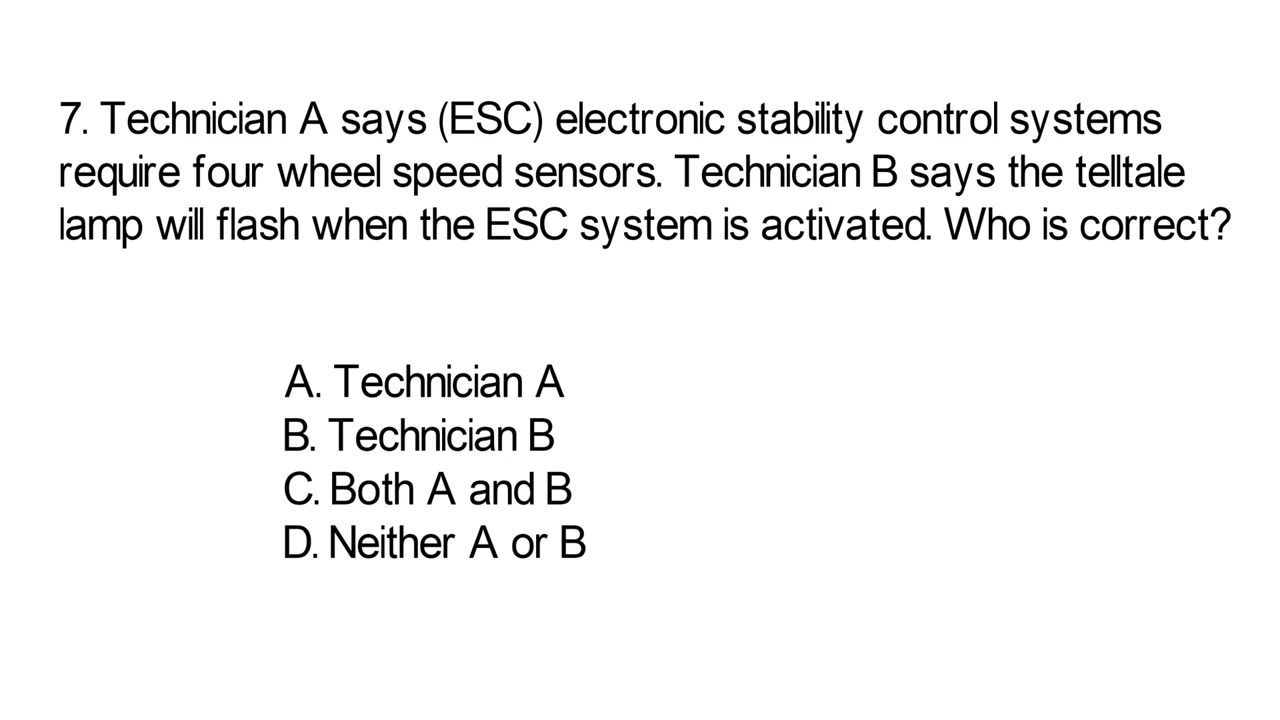 7. Technician A says (ESC) electronic stability control systems
require four wheel speed sensors. Technician B says the telltale
lamp will flash when the ESC system is activated. Who is correct?
A. Technician A
B. Technician B
C. Both A and B
D. Neither A or B